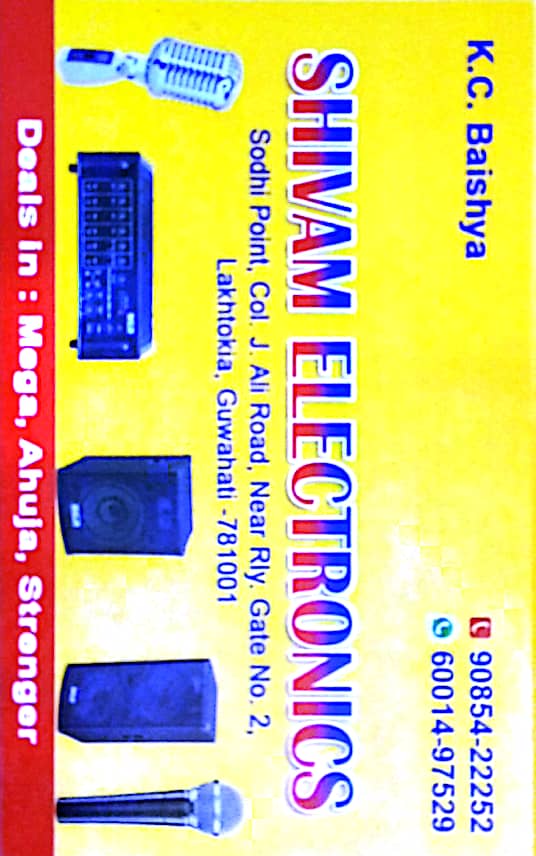 K.C. Baishya
90854-22252
60014-97529
SHIVAM ELECTRONICS
Sodhi Point, Col. J. Ali Road, Near Rly. Gate No. 2,
Lakhtokia, Guwahati -781001
Deals in : Mega, Ahuja, Stronger